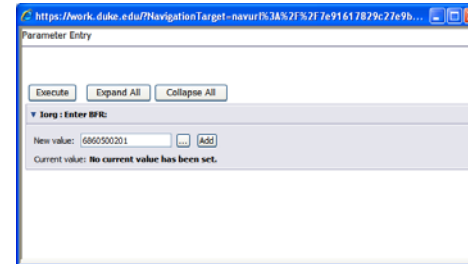 https://work.duke.edu/?NavigationTarget=navurl%3A%2F%2F7e91617829c27e9b...
Parameter Entry
Execute Expand All Collapse All
Iorg : Enter BFR:
New value: 6860500201 ... Add
Current value: No current value has been set.